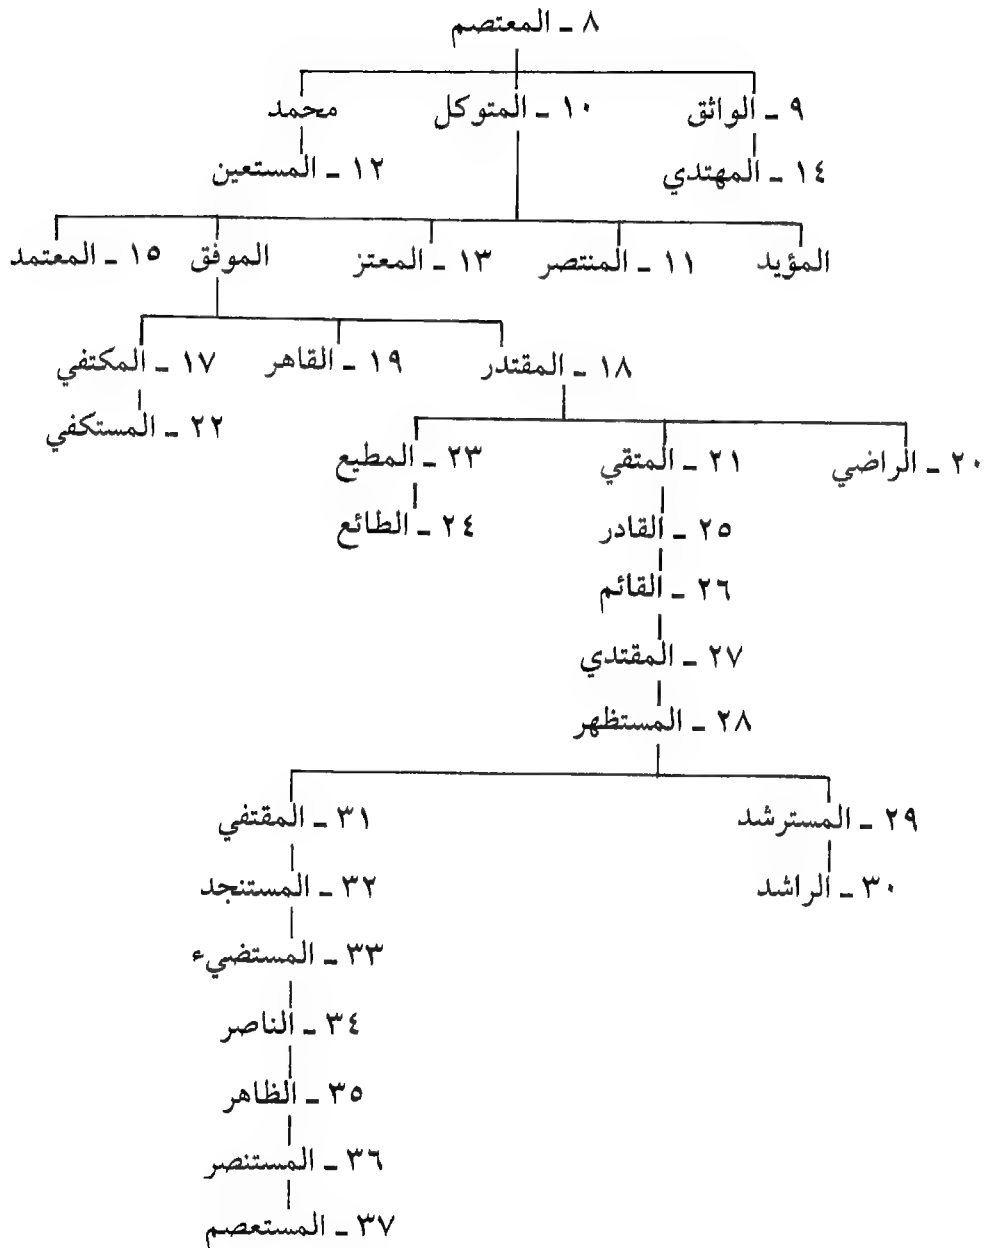 ٨ ـ المعتصم
٩ ـ الواثق ١٠ ـ المتوكل محمد
١٤ ـ المهتدي ١٢ ـ المستعين
المؤيد ١١ ـ المنتصر ١٣ ـ المعتز الموفق ١٥ ـ المعتمد
١٨ ـ المقتدر ١٩ ـ القاهر ١٧ ـ المكتفي
٢٢ ـ المستكفي
٢٠ ـ الراضي ٢١ ـ المتقي ٢٣ ـ المطيع
٢٥ ـ القادر ٢٤ ـ الطائع
٢٦ ـ القائم
٢٧ ـ المقتدي
٢٨ ـ المستظهر
٢٩ ـ المسترشد ٣١ ـ المقتفي
٣٠ ـ الراشد ٣٢ ـ المستنجد
٣٣ ـ المستضيء
٣٤ ـ الناصر
٣٥ ـ الظاهر
٣٦ ـ المستنصر
٣٧ ـ المستعصم